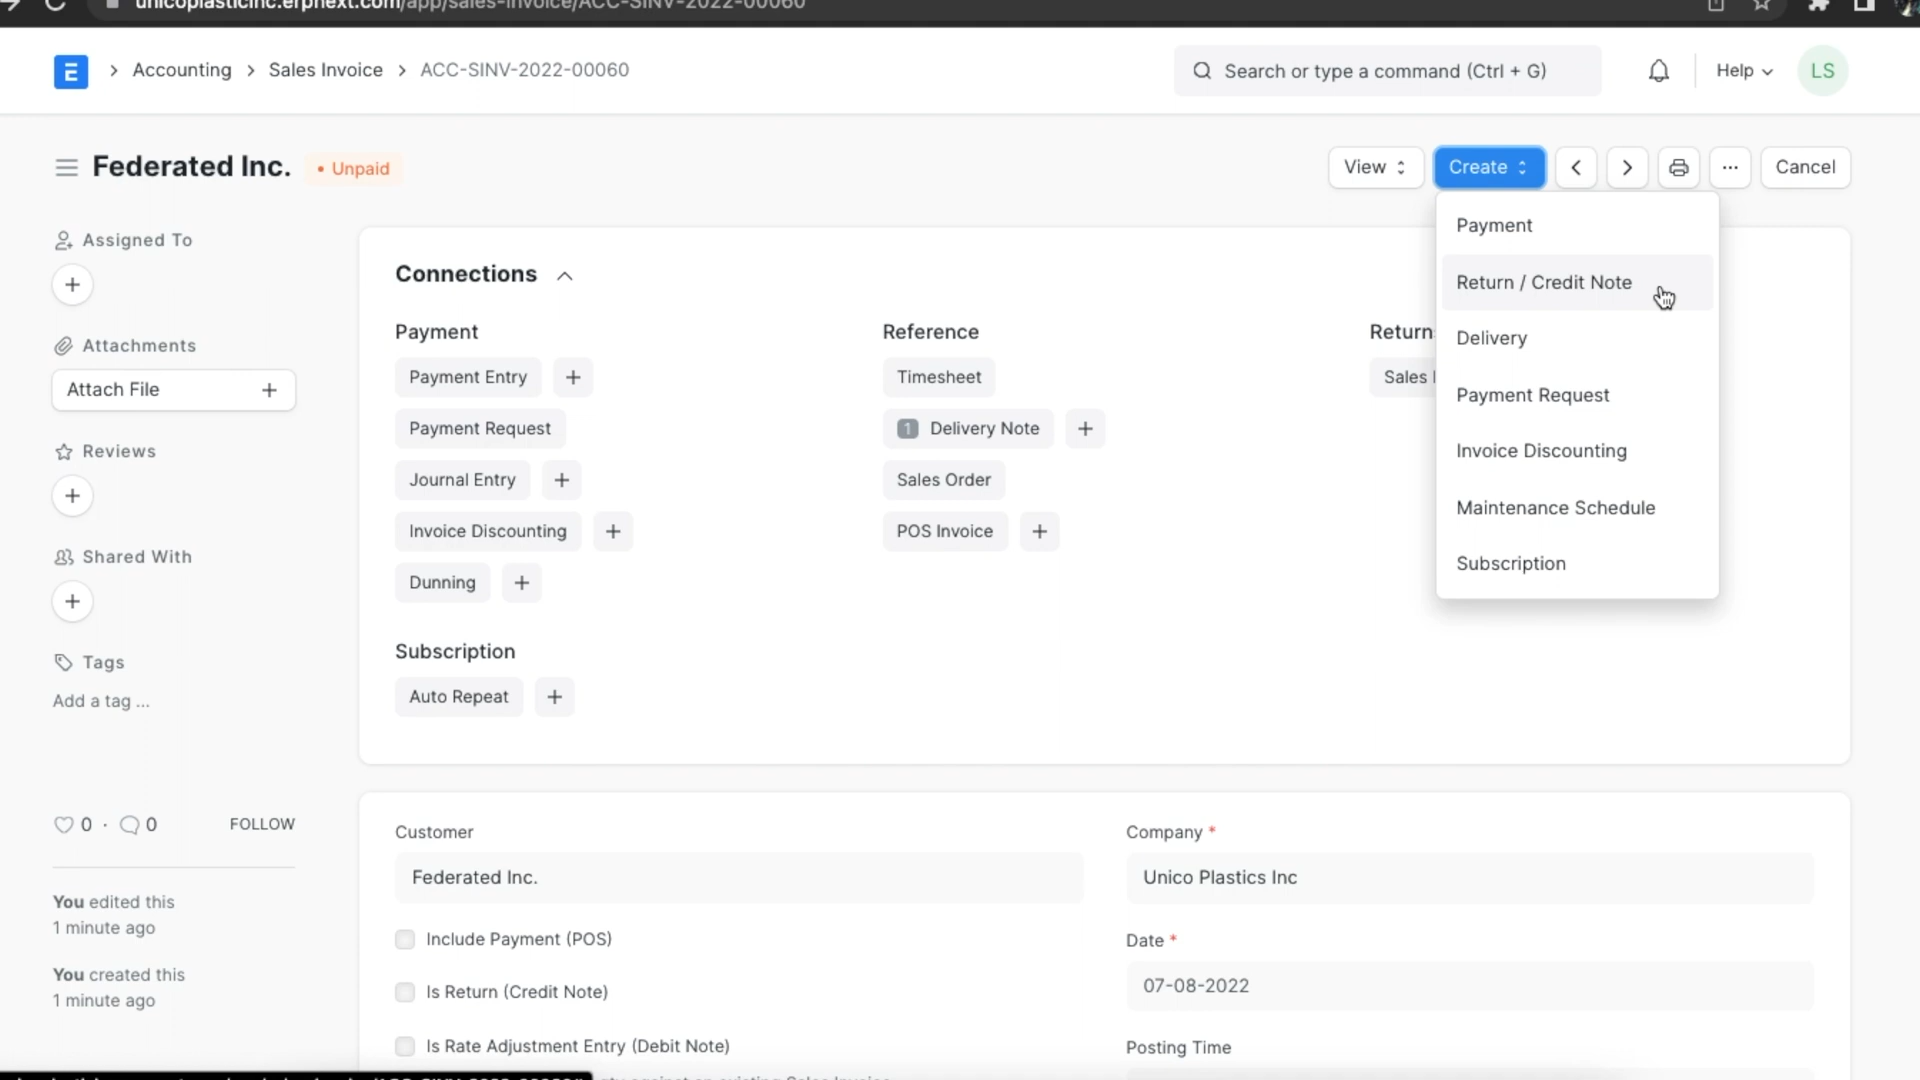 unicoplasticinc.erpnext.com/app/sales-invoice/ACC-SINV-2022-00060
E
Accounting
Sales Invoice
ACC-SINV-2022-00060
Search or type a command (Ctrl + G)
Help
LS
Federated Inc.
• Unpaid
View
Create
...
Cancel
Payment
Return / Credit Note
Delivery
Payment Request
Invoice Discounting
Maintenance Schedule
Subscription
Assigned To
Attachments
Attach File
Reviews
Shared With
Tags
Add a tag ...
0 · 0
FOLLOW
You edited this
1 minute ago
You created this
1 minute ago
Connections
Payment
Payment Entry
Payment Request
Journal Entry
Invoice Discounting
Dunning
Reference
Timesheet
1 Delivery Note
Sales Order
POS Invoice
Return
Sales
Subscription
Auto Repeat
Customer
Federated Inc.
Include Payment (POS)
Is Return (Credit Note)
Is Rate Adjustment Entry (Debit Note)
Company *
Unico Plastics Inc
Date *
07-08-2022
Posting Time
against an existing Sales Invoice